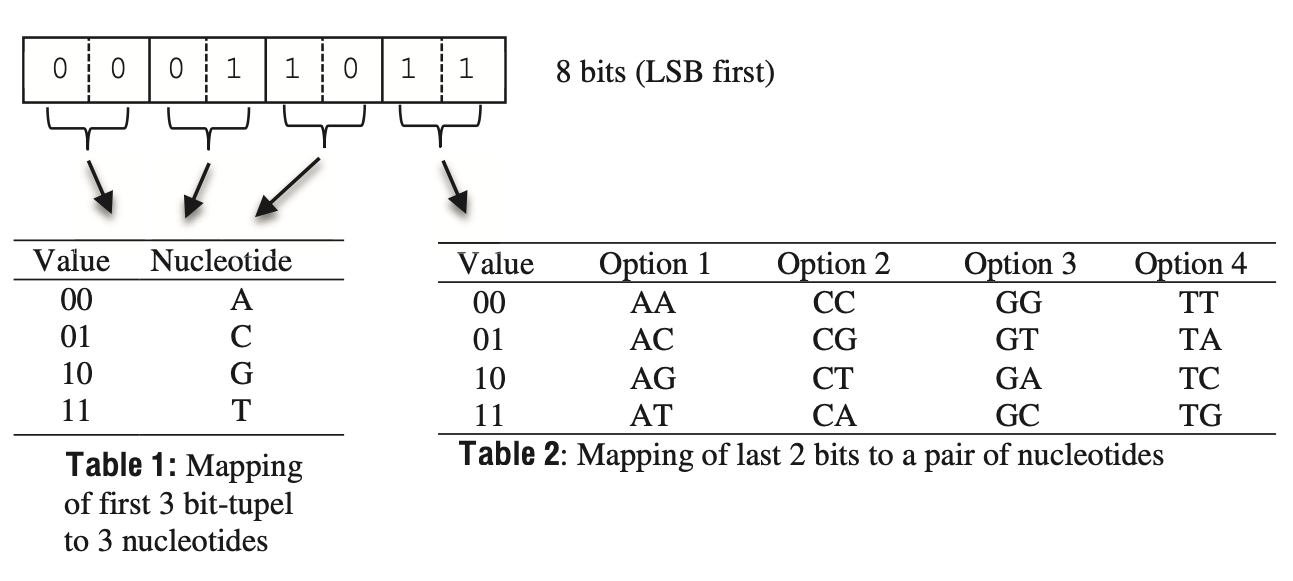 0 0 0 1 1 0 1 1 8 bits (LSB first)
Value Nucleotide
00 A
01 C
10 G
11 T
Table 1: Mapping
of first 3 bit-tupel
to 3 nucleotides
Value Option 1 Option 2 Option 3 Option 4
00 AA CC GG TT
01 AC CG GT TA
10 AG CT GA TC
11 AT CA GC TG
Table 2: Mapping of last 2 bits to a pair of nucleotides